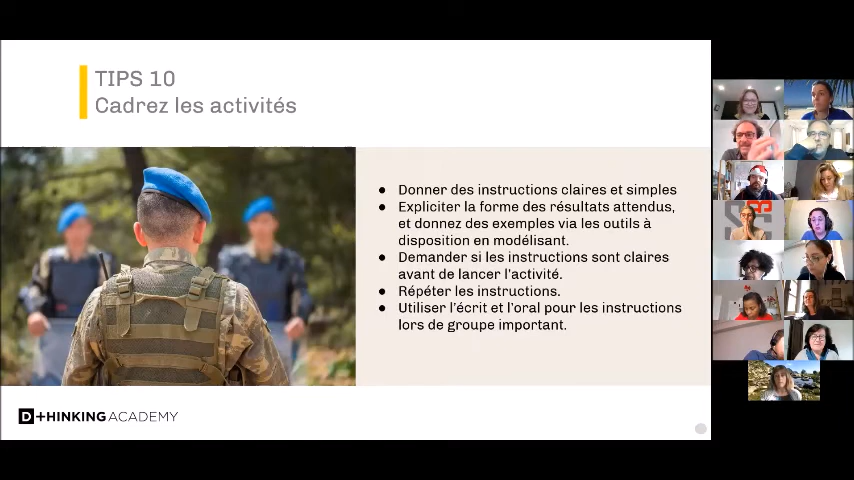 TIPS 10
Cadrez les activités
● Donner des instructions claires et simples
● Expliciter la forme des résultats attendus,
et donnez des exemples via les outils à
disposition en modélisant.
● Demander si les instructions sont claires
avant de lancer l'activité.
● Répéter les instructions.
● Utiliser l'écrit et l'oral pour les instructions
lors de groupe important.
D+HINKING ACADEMY